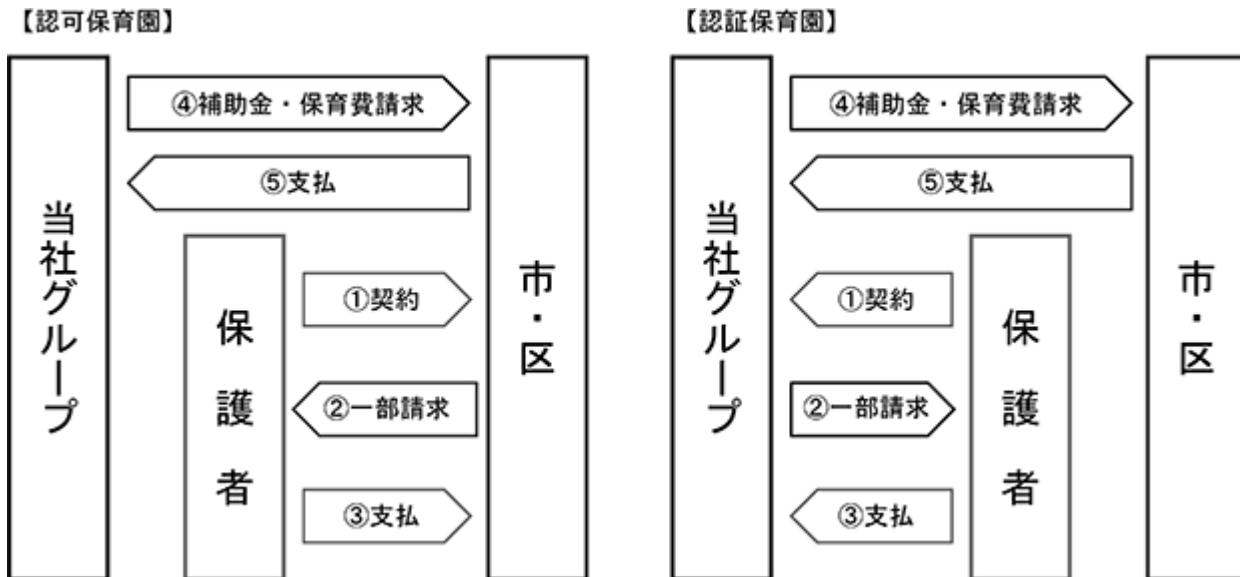 【認可保育園】
④補助金・保育費請求
⑤支払
当社グループ
保護者
①契約
②一部請求
③支払
市・区
【認証保育園】
④補助金・保育費請求
⑤支払
当社グループ
①契約
②一部請求
③支払
保護者
市・区